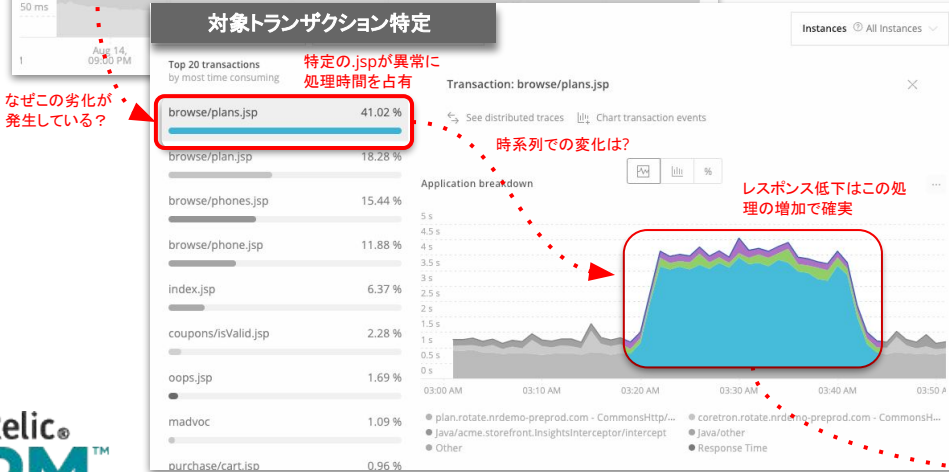 50 ms
Aug 14,
09:00 PM
1
なぜこの劣化が
発生している？
対象トランザクション特定
Instances All Instances
Top 20 transactions
by most time consuming
特定の.jspが異常に
処理時間を占有
browse/plans.jsp 41.02 %
browse/plan.jsp 18.28 %
browse/phones.jsp 15.44 %
browse/phone.jsp 11.88 %
index.jsp 6.37 %
coupons/isValid.jsp 2.28 %
oops.jsp 1.69 %
madvoc 1.09 %
purchase/cart.jsp 0.96 %
Transaction: browse/plans.jsp
See distributed traces Chart transaction events
時系列での変化は?
%
Application breakdown
レスポンス低下はこの処
理の増加で確実
5 s
4.5 s
4 s
3.5 s
3 s
2.5 s
2 s
1.5 s
1 s
0.5 s
0 s
03:00 AM 03:10 AM 03:20 AM 03:30 AM 03:40 AM 03:50 A
plan.rotate.nrdemo-preprod.com - CommonsHttp/...
coretron.rotate.nrdemo-preprod.com - CommonsH...
Java/acme.storefront.InsightsInterceptor/intercept
Java/other
Other
Response Time
elic®
™